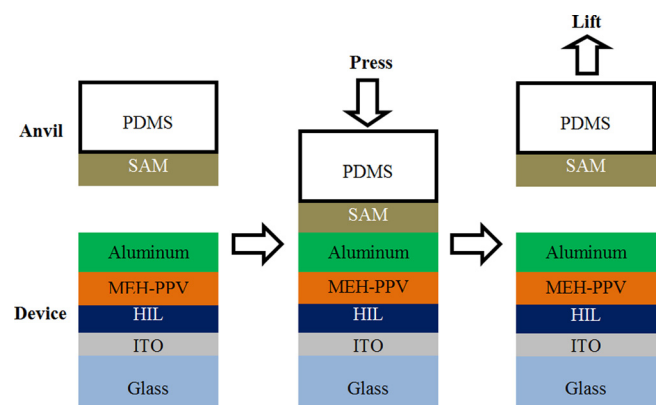 Lift
Press
Anvil
PDMS
SAM
PDMS
SAM
PDMS
SAM
Device
Aluminum
MEH-PPV
HIL
ITO
Glass
Aluminum
MEH-PPV
HIL
ITO
Glass
Aluminum
MEH-PPV
HIL
ITO
Glass